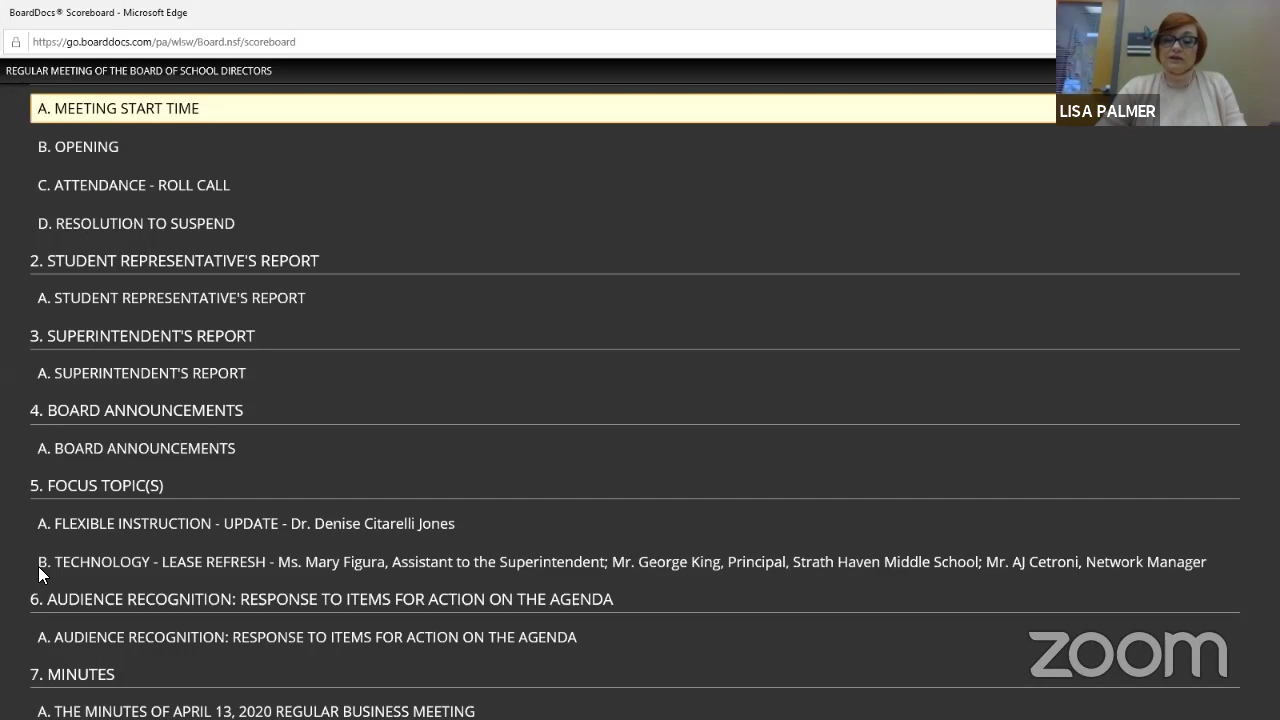 BoardDocs® Scoreboard - Microsoft Edge
https://go.boarddocs.com/pa/wlsw/Board.nsf/scoreboard
REGULAR MEETING OF THE BOARD OF SCHOOL DIRECTORS
LISA PALMER
A. MEETING START TIME
B. OPENING
C. ATTENDANCE - ROLL CALL
D. RESOLUTION TO SUSPEND
2. STUDENT REPRESENTATIVE'S REPORT
A. STUDENT REPRESENTATIVE'S REPORT
3. SUPERINTENDENT'S REPORT
A. SUPERINTENDENT'S REPORT
4. BOARD ANNOUNCEMENTS
A. BOARD ANNOUNCEMENTS
5. FOCUS TOPIC(S)
A. FLEXIBLE INSTRUCTION - UPDATE - Dr. Denise Citarelli Jones
B. TECHNOLOGY - LEASE REFRESH - Ms. Mary Figura, Assistant to the Superintendent; Mr. George King, Principal, Strath Haven Middle School; Mr. AJ Cetroni, Network Manager
6. AUDIENCE RECOGNITION: RESPONSE TO ITEMS FOR ACTION ON THE AGENDA
A. AUDIENCE RECOGNITION: RESPONSE TO ITEMS FOR ACTION ON THE AGENDA
7. MINUTES
A. THE MINUTES OF APRIL 13, 2020 REGULAR BUSINESS MEETING
zoom